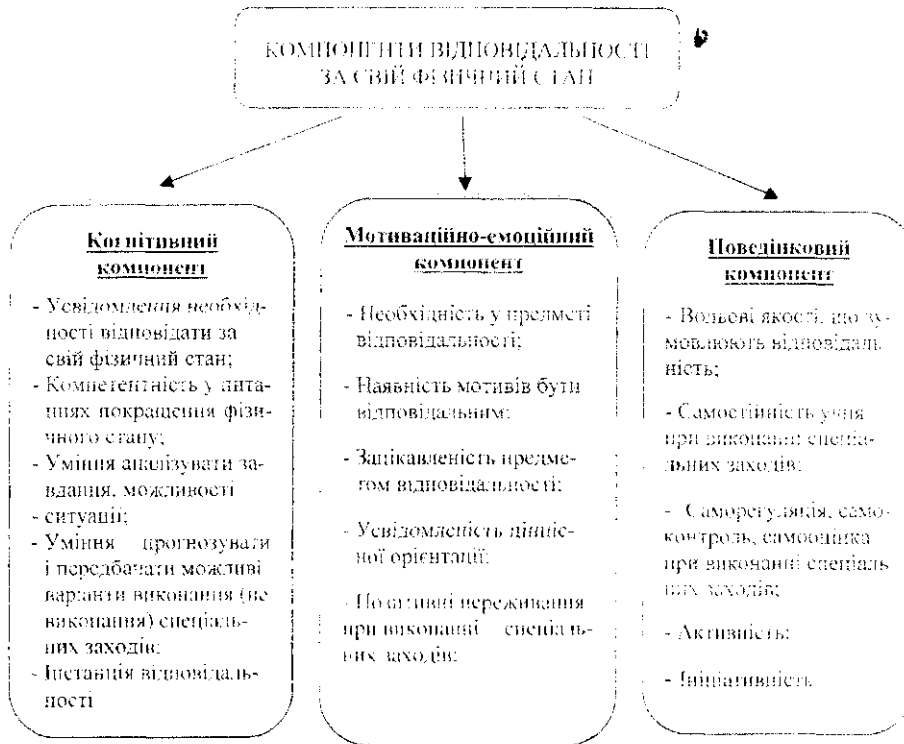 КОМПОНЕНТИ ВІДПОВІДАЛЬНОСТІ
ЗА СВІЙ ФІЗИЧНИЙ СТАН
Когнітивний
компонент
- Усвідомлення необхід-
ності відповідати за
свій фізичний стан;
- Компетентність у пита-
ннях покращення фізи-
чного стану;
- Уміння аналізувати за-
вдання, можливості
- ситуації;
- Уміння прогнозувати
і передбачати можливі
варіанти виконання (не
виконання) спеціаль-
них заходів;
- Інстанція відповідаль-
ності
Мотиваційно-емоційний
компонент
- Необхідність у предметі
відповідальності;
- Наявність мотивів бути
відповідальним;
- Зацікавленість предме-
том відповідальності;
- Усвідомленість цінніс-
ної орієнтації;
- Позитивні переживання
при виконанні спеціаль-
них заходів;
Поведінковий
компонент
- Вольові якості, що зу-
мовлюють відповідаль
ність;
- Самостійність учня
при виконанні спеціа-
льних заходів;
- Саморегуляція, само-
контроль, самооцінка
при виконанні спеціаль
них заходів;
- Активність;
- Ініціативність